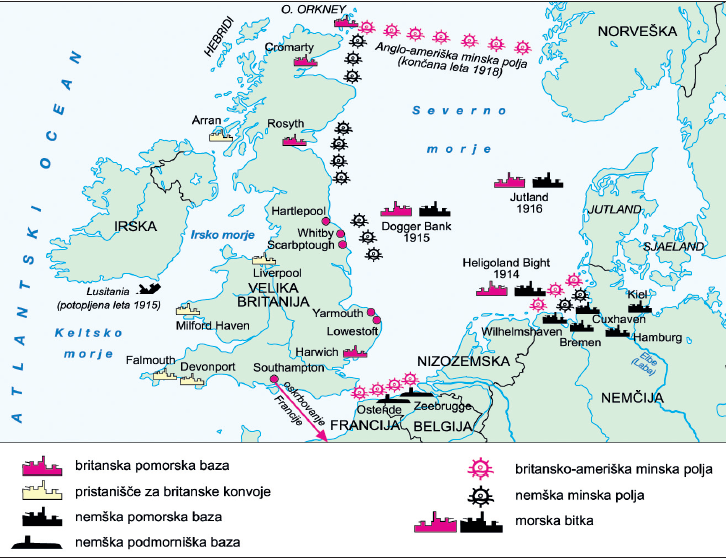 O. ORKNEY
HEBRIDI
NORVEŠKA
Cromarty
Anglo-ameriška minska polja
(končana leta 1918)
ATLANTSKI OCEAN
Severno
morje
Arran
Rosyth
Jutland
1916
JUTLAND
SJAELAND
IRSKA
Irsko morje
Hartlepool
Whitby
Scarbptough
Dogger Bank
1915
Heligoland Bight
1914
Liverpool
VELIKA
BRITANIJA
Lusitania
(potopljena leta 1915)
Keltsko
morje
Milford Haven
Yarmouth
Lowestoft
Harwich
Kiel
Cuxhaven
Wilhelmshaven
Bremen
Hamburg
Elbe
(Laba)
Falmouth
Devonport
Southampton
oskrbovanje
Francije
NIZOZEMSKA
NEMČIJA
Ostende
Zeebrugge
FRANCIJA
BELGIJA
britanska pomorska baza
pristanišče za britanske konvoje
nemška pomorska baza
nemška podmorniška baza
britansko-ameriška minska polja
nemška minska polja
morska bitka